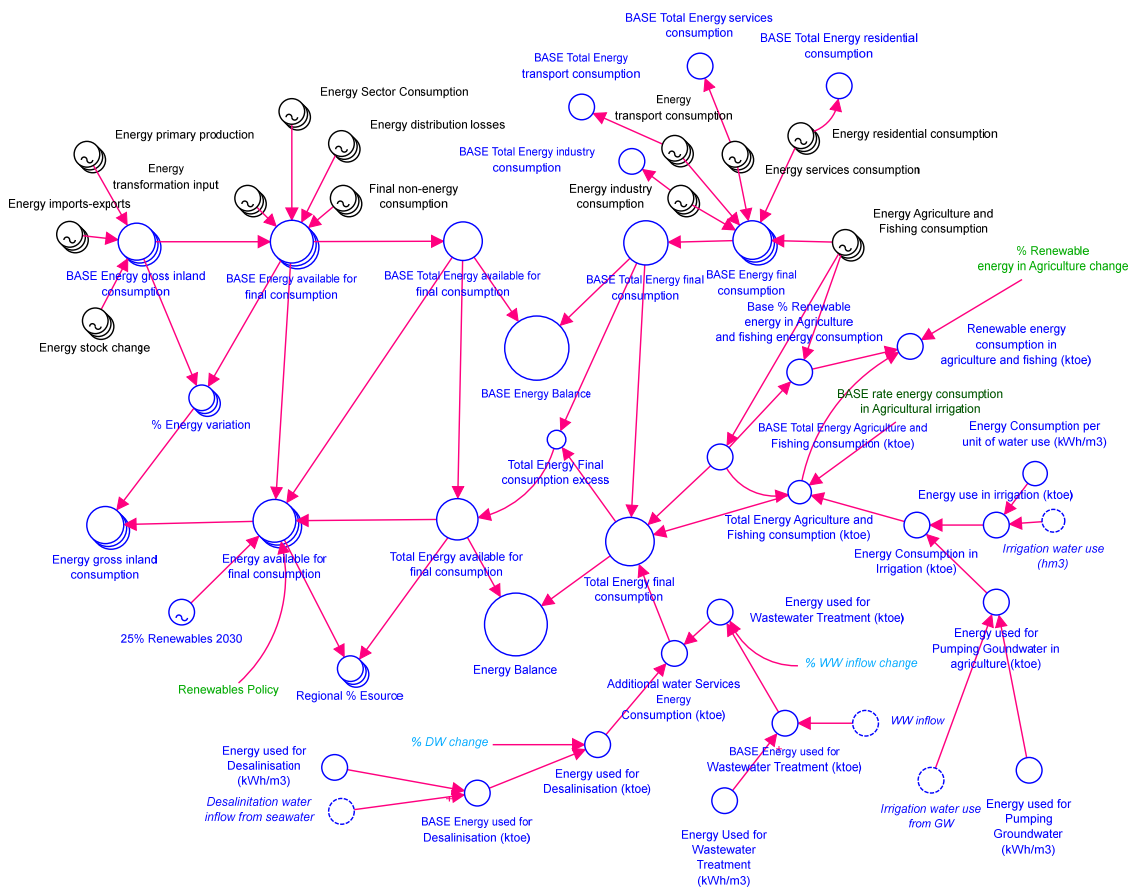 BASE Total Energy services
consumption
BASE Total Energy residential
consumption
BASE Total Energy
transport consumption
Energy Sector Consumption
Energy
transport consumption
Energy distribution losses
Energy primary production
Energy residential consumption
BASE Total Energy industry
consumption
Energy
transformation input
Energy services consumption
Final non-energy
consumption
Energy industry
consumption
Energy imports-exports
Energy Agriculture and
Fishing consumption
% Renewable
energy in Agriculture change
BASE Energy gross inland
consumption
BASE Energy available for
final consumption
BASE Total Energy available for
final consumption
BASE Total Energy final
consumption
BASE Energy final
consumption
Base % Renewable
energy in Agriculture
and fishing energy consumption
Renewable energy
consumption in
agriculture and fishing (ktoe)
Energy stock change
BASE Energy Balance
BASE rate energy consumption
in Agricultural irrigation
% Energy variation
BASE Total Energy Agriculture and
Fishing consumption (ktoe)
Energy Consumption per
unit of water use (kWh/m3)
Total Energy Final
consumption excess
Energy use in irrigation (ktoe)
Total Energy Agriculture and
Fishing consumption (ktoe)
Irrigation water use
(hm3)
Energy Consumption in
Irrigation (ktoe)
Energy gross inland
consumption
Energy available for
final consumption
Total Energy available for
final consumption
Total Energy final
consumption
25% Renewables 2030
Energy used for
Wastewater Treatment (ktoe)
Energy used for
Pumping Goundwater in
agriculture (ktoe)
Energy Balance
% WW inflow change
Renewables Policy
Regional % Esource
Additional water Services
Energy
Consumption (ktoe)
WW inflow
% DW change
Energy used for
Desalinisation
(kWh/m3)
BASE Energy used for
Wastewater Treatment (ktoe)
Energy used for
Desalinisation (ktoe)
Desalinitation water
inflow from seawater
BASE Energy used for
Desalinisation (ktoe)
Irrigation water use
from GW
Energy used for
Pumping
Groundwater
(kWh/m3)
Energy Used for
Wastewater
Treatment
(kWh/m3)